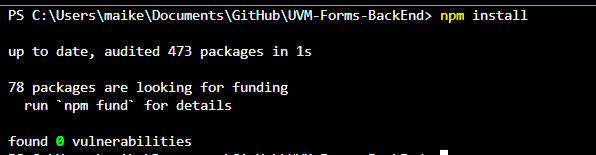 PS C:\Users\maike\Documents\GitHub\UVM-Forms-BackEnd> npm install
up to date, audited 473 packages in 1s
78 packages are looking for funding
run `npm fund` for details
found 0 vulnerabilities